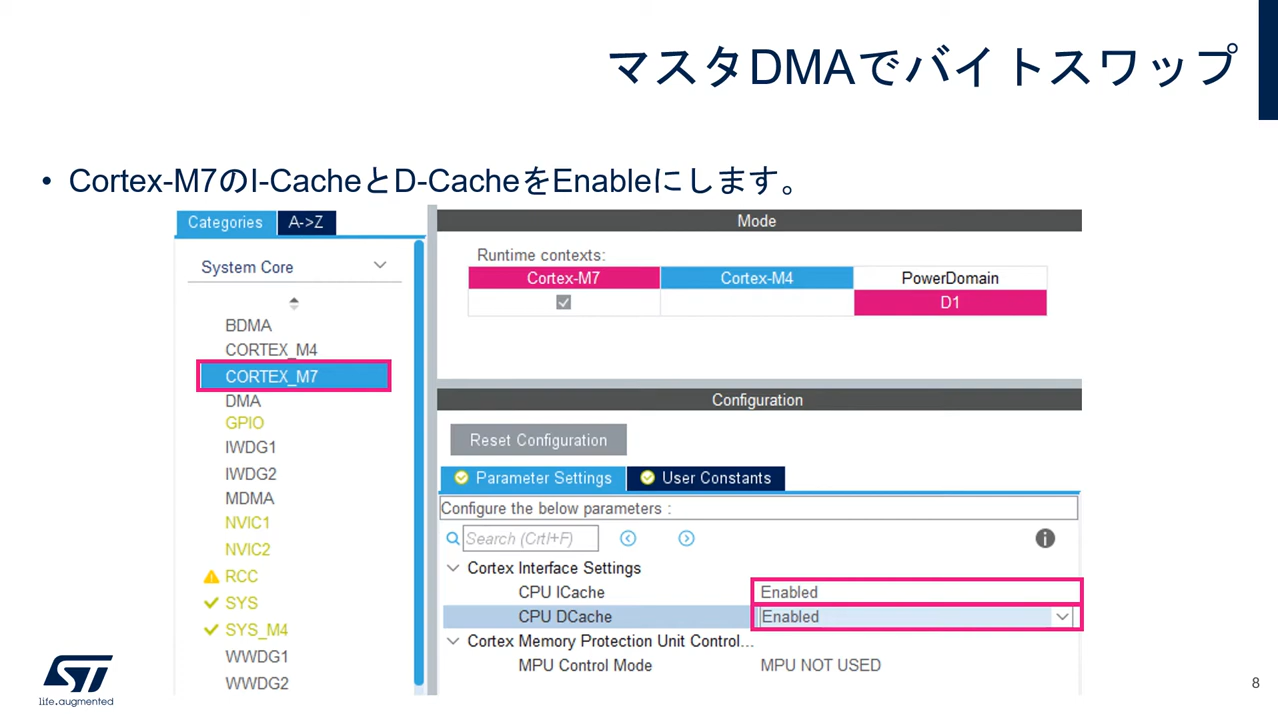 マスタDMAでバイトスワップ
• Cortex-M7のI-CacheとD-CacheをEnableにします。
Categories A->Z
System Core
BDMA
CORTEX_M4
CORTEX_M7
DMA
GPIO
IWDG1
IWDG2
MDMA
NVIC1
NVIC2
RCC
SYS
SYS_M4
WWDG1
WWDG2
Mode
Runtime contexts:
Cortex-M7 Cortex-M4 PowerDomain
D1
Configuration
Reset Configuration
Parameter Settings User Constants
Configure the below parameters :
Search (Crtl+F)
Cortex Interface Settings
CPU ICache Enabled
CPU DCache Enabled
Cortex Memory Protection Unit Control...
MPU Control Mode MPU NOT USED
ST
life.augmented
8